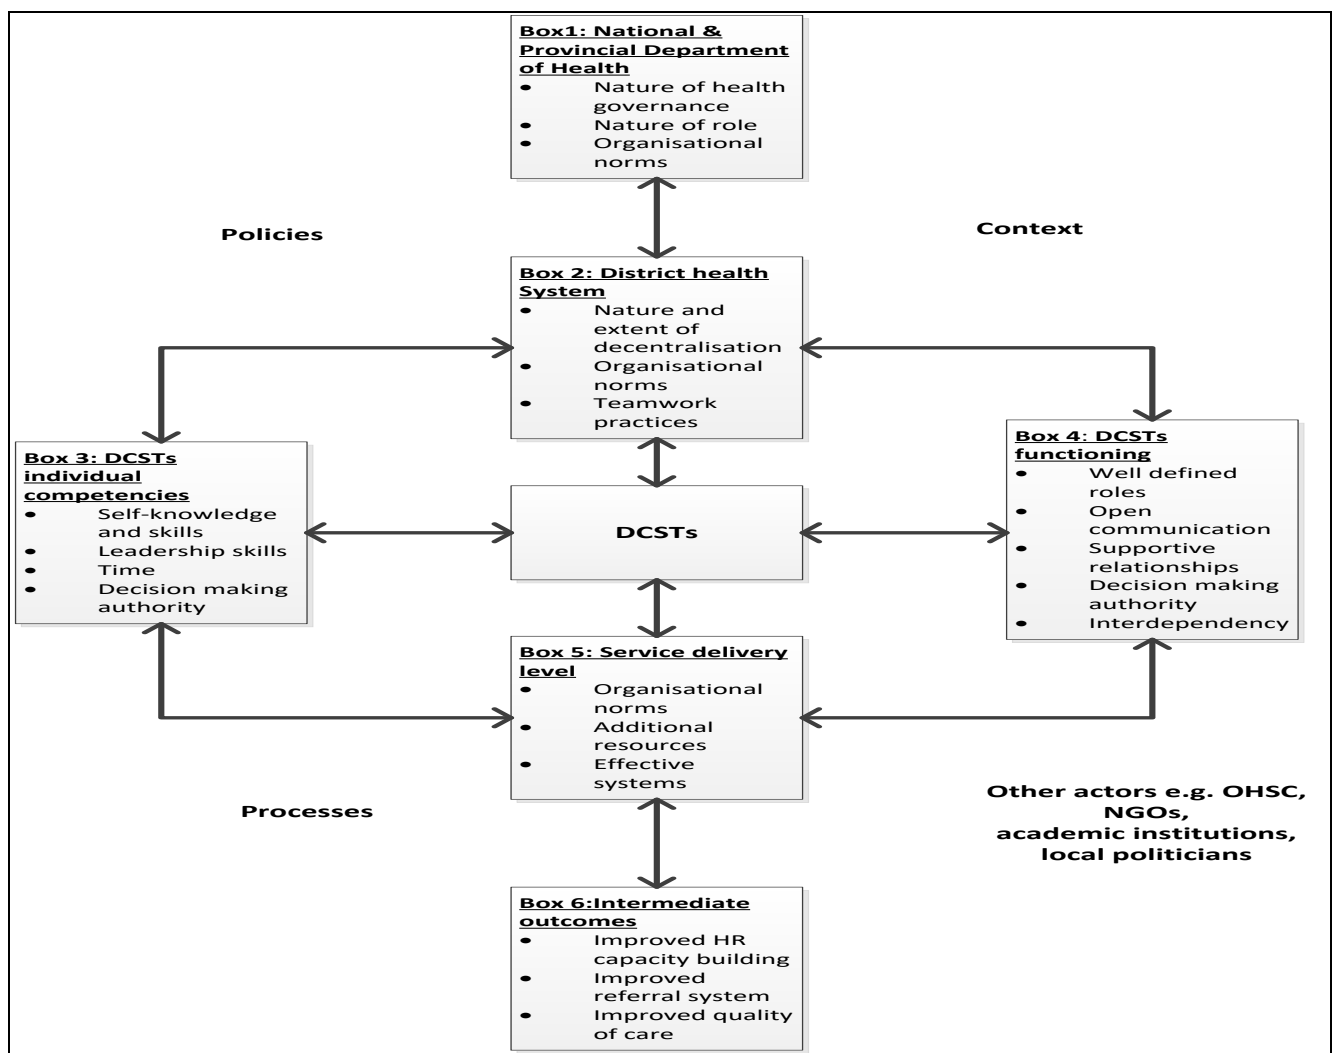 Box1: National &
Provincial Department
of Health
• Nature of health
governance
• Nature of role
• Organisational
norms
Policies
Context
Box 2: District health
System
• Nature and
extent of
decentralisation
• Organisational
norms
• Teamwork
practices
Box 3: DCSTs
individual
competencies
• Self-knowledge
and skills
• Leadership skills
• Time
• Decision making
authority
DCSTs
Box 4: DCSTs
functioning
• Well defined
roles
• Open
communication
• Supportive
relationships
• Decision making
authority
• Interdependency
Box 5: Service delivery
level
• Organisational
norms
• Additional
resources
• Effective
systems
Processes
Other actors e.g. OHSC,
NGOs,
academic institutions,
local politicians
Box 6:Intermediate
outcomes
• Improved HR
capacity building
• Improved
referral system
• Improved quality
of care